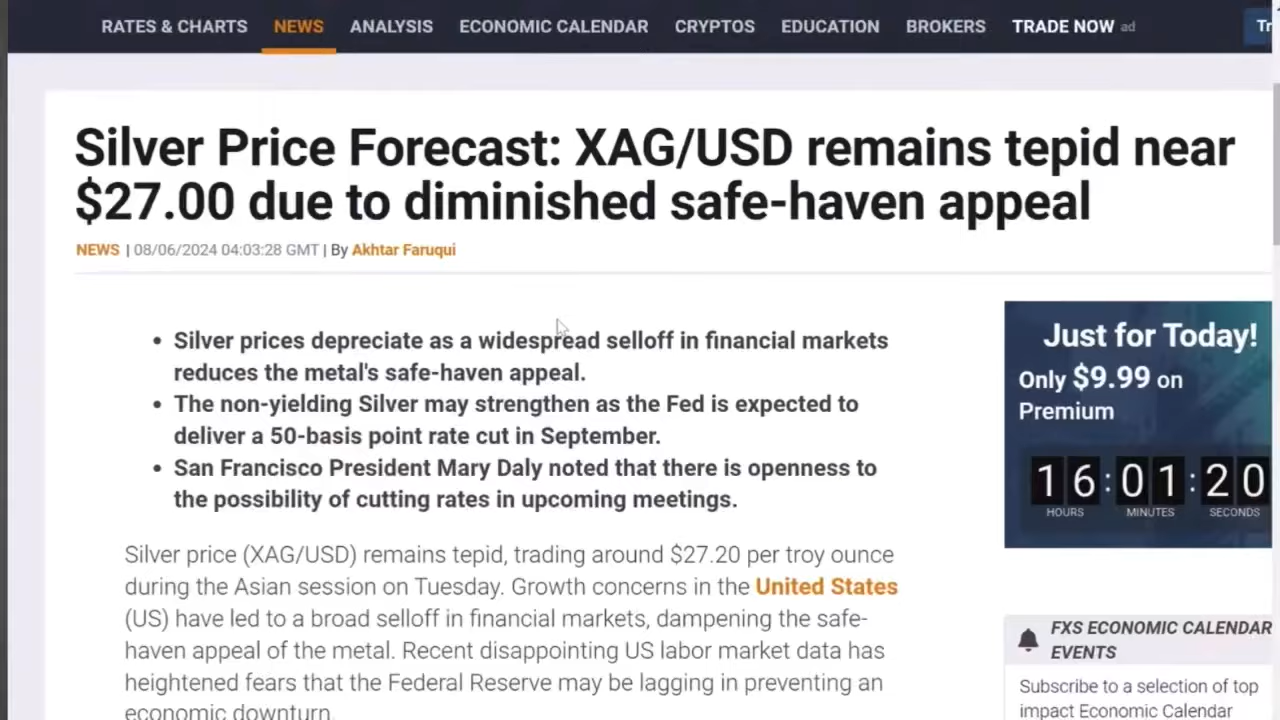 RATES & CHARTS NEWS ANALYSIS ECONOMIC CALENDAR CRYPTOS EDUCATION BROKERS TRADE NOW ad Tr
Silver Price Forecast: XAG/USD remains tepid near
$27.00 due to diminished safe-haven appeal
NEWS | 08/06/2024 04:03:28 GMT | By Akhtar Faruqui
• Silver prices depreciate as a widespread selloff in financial markets
reduces the metal's safe-haven appeal.
• The non-yielding Silver may strengthen as the Fed is expected to
deliver a 50-basis point rate cut in September.
• San Francisco President Mary Daly noted that there is openness to
the possibility of cutting rates in upcoming meetings.
Silver price (XAG/USD) remains tepid, trading around $27.20 per troy ounce
during the Asian session on Tuesday. Growth concerns in the United States
(US) have led to a broad selloff in financial markets, dampening the safe-
haven appeal of the metal. Recent disappointing US labor market data has
heightened fears that the Federal Reserve may be lagging in preventing an
economic downturn.
Just for Today!
Only $9.99 on
Premium
16:01:20
HOURS MINUTES SECONDS
FXS ECONOMIC CALENDAR
EVENTS
Subscribe to a selection of top
impact Economic Calendar